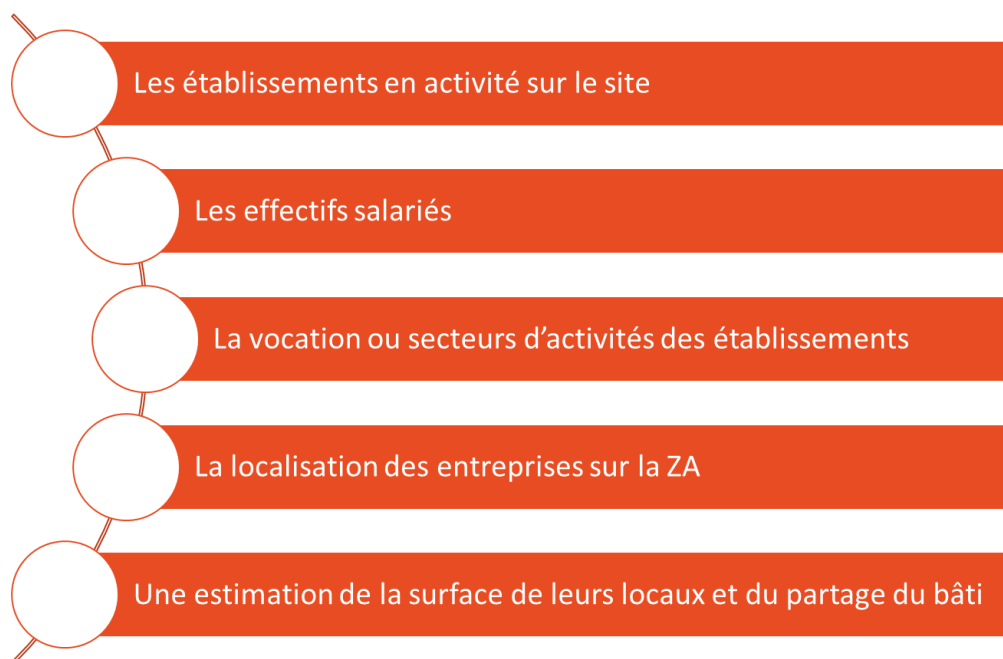 Les établissements en activité sur le site
Les effectifs salariés
La vocation ou secteurs d’activités des établissements
La localisation des entreprises sur la ZA
Une estimation de la surface de leurs locaux et du partage du bâti